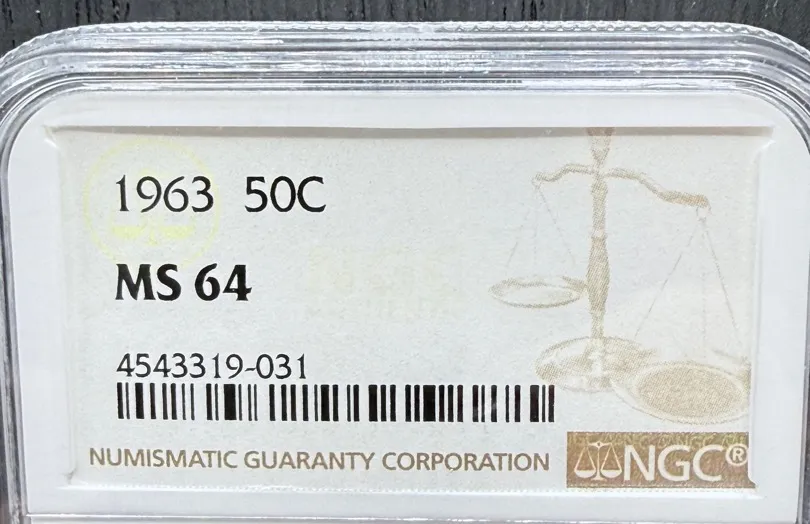 1963 50C
MS 64
4543319-031
NUMISMATIC GUARANTY CORPORATION
NGC®